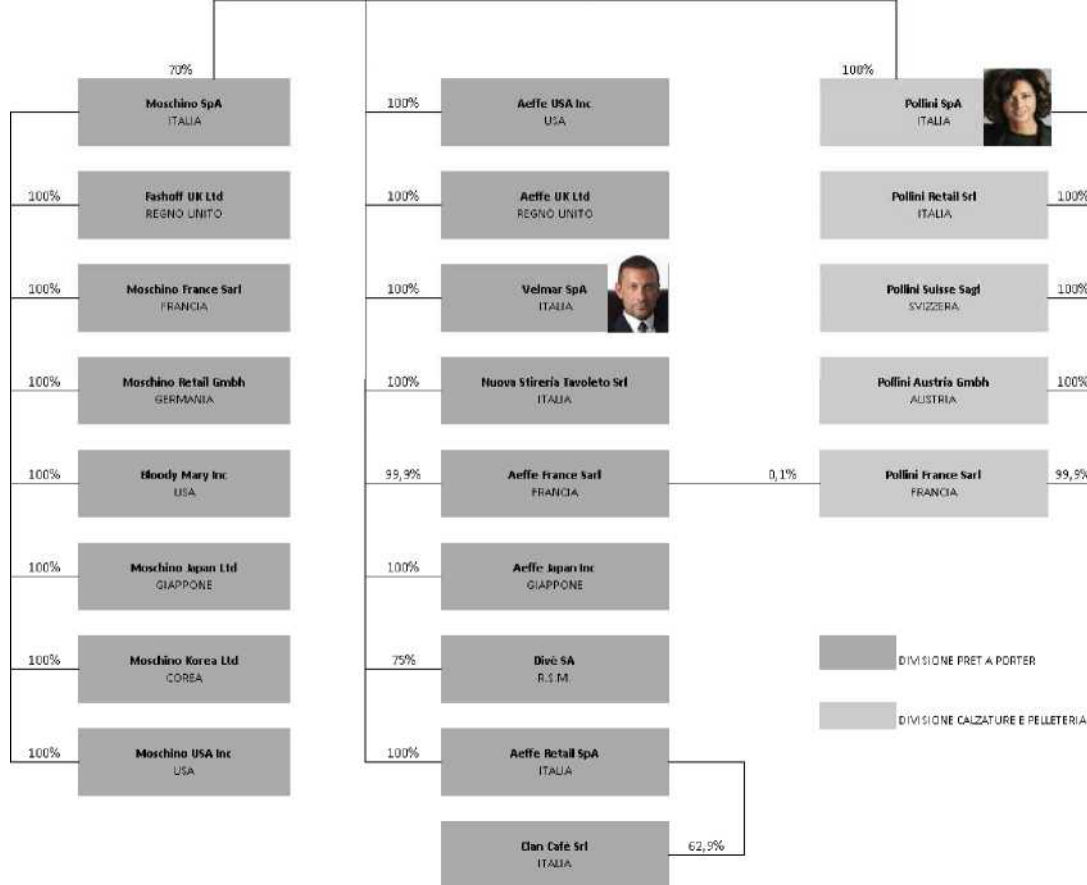 70%
Moschino SpA
ITALIA
100%
Fashoff UK Ltd
REGNO UNITO
100%
Moschino France Sarl
FRANCIA
100%
Moschino Retail Gmbh
GERMANIA
100%
Bloody Mary Inc
USA
100%
Moschino Japan Ltd
GIAPPONE
100%
Moschino Korea Ltd
COREA
100%
Moschino USA Inc
USA
100%
Aeffe USA Inc
USA
100%
Aeffe UK Ltd
REGNO UNITO
100%
Velmar SpA
ITALIA
100%
Nuova Stireria Tavoleto Srl
ITALIA
99,9%
Aeffe France Sarl
FRANCIA
100%
Aeffe Japan Inc
GIAPPONE
75%
Divè SA
R.S.M.
100%
Aeffe Retail SpA
ITALIA
Clan Cafè Srl
ITALIA
62,9%
100%
Pollini SpA
ITALIA
Pollini Retail Srl
ITALIA
100%
Pollini Suisse Sagl
SVIZZERA
100%
Pollini Austria Gmbh
AUSTRIA
100%
0,1%
Pollini France Sarl
FRANCIA
99,9%
DIVISIONE PRET A PORTER
DIVISIONE CALZATURE E PELLETERIA